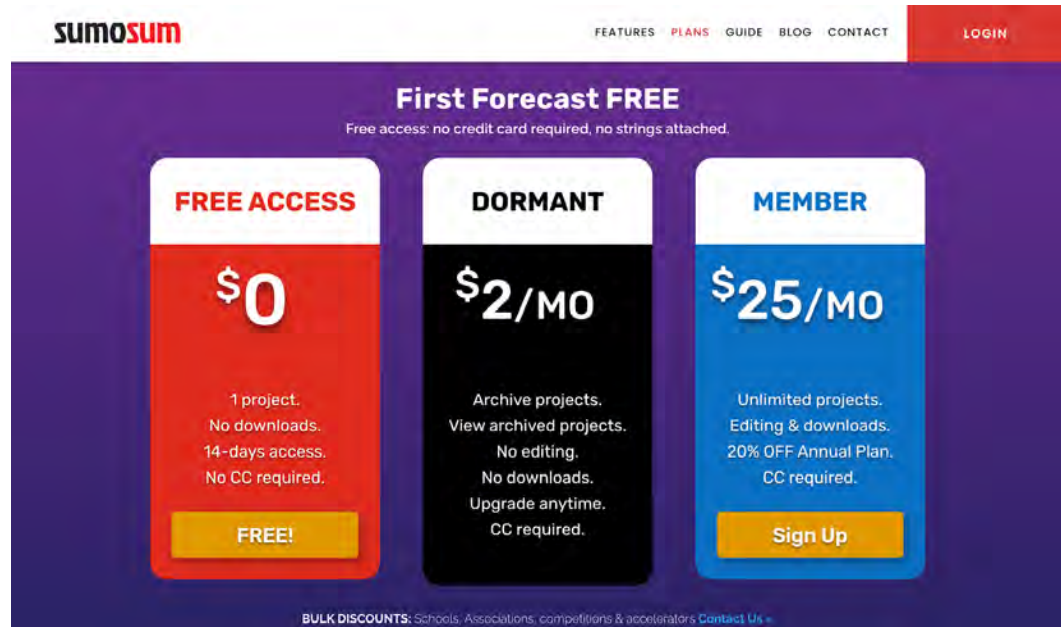 sumosum
FEATURES PLANS GUIDE BLOG CONTACT LOGIN
First Forecast FREE
Free access: no credit card required, no strings attached.
FREE ACCESS
$0
1 project.
No downloads.
14-days access.
No CC required.
FREE!
DORMANT
$2/MO
Archive projects.
View archived projects.
No editing.
No downloads.
Upgrade anytime.
CC required.
MEMBER
$25/MO
Unlimited projects.
Editing & downloads.
20% OFF Annual Plan.
CC required.
Sign Up
BULK DISCOUNTS: Schools, Associations, competitions & accelerators Contact Us »